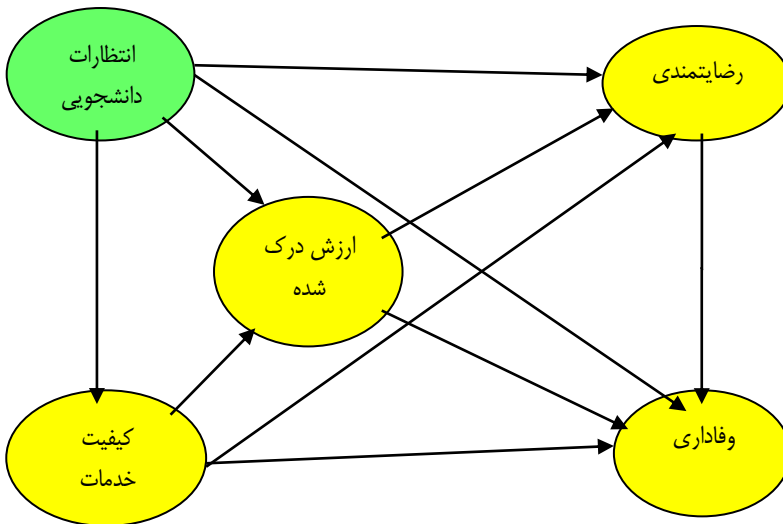 انتظارات
دانشجویی
رضایتمندی
ارزش درک
شده
کیفیت
خدمات
وفاداری